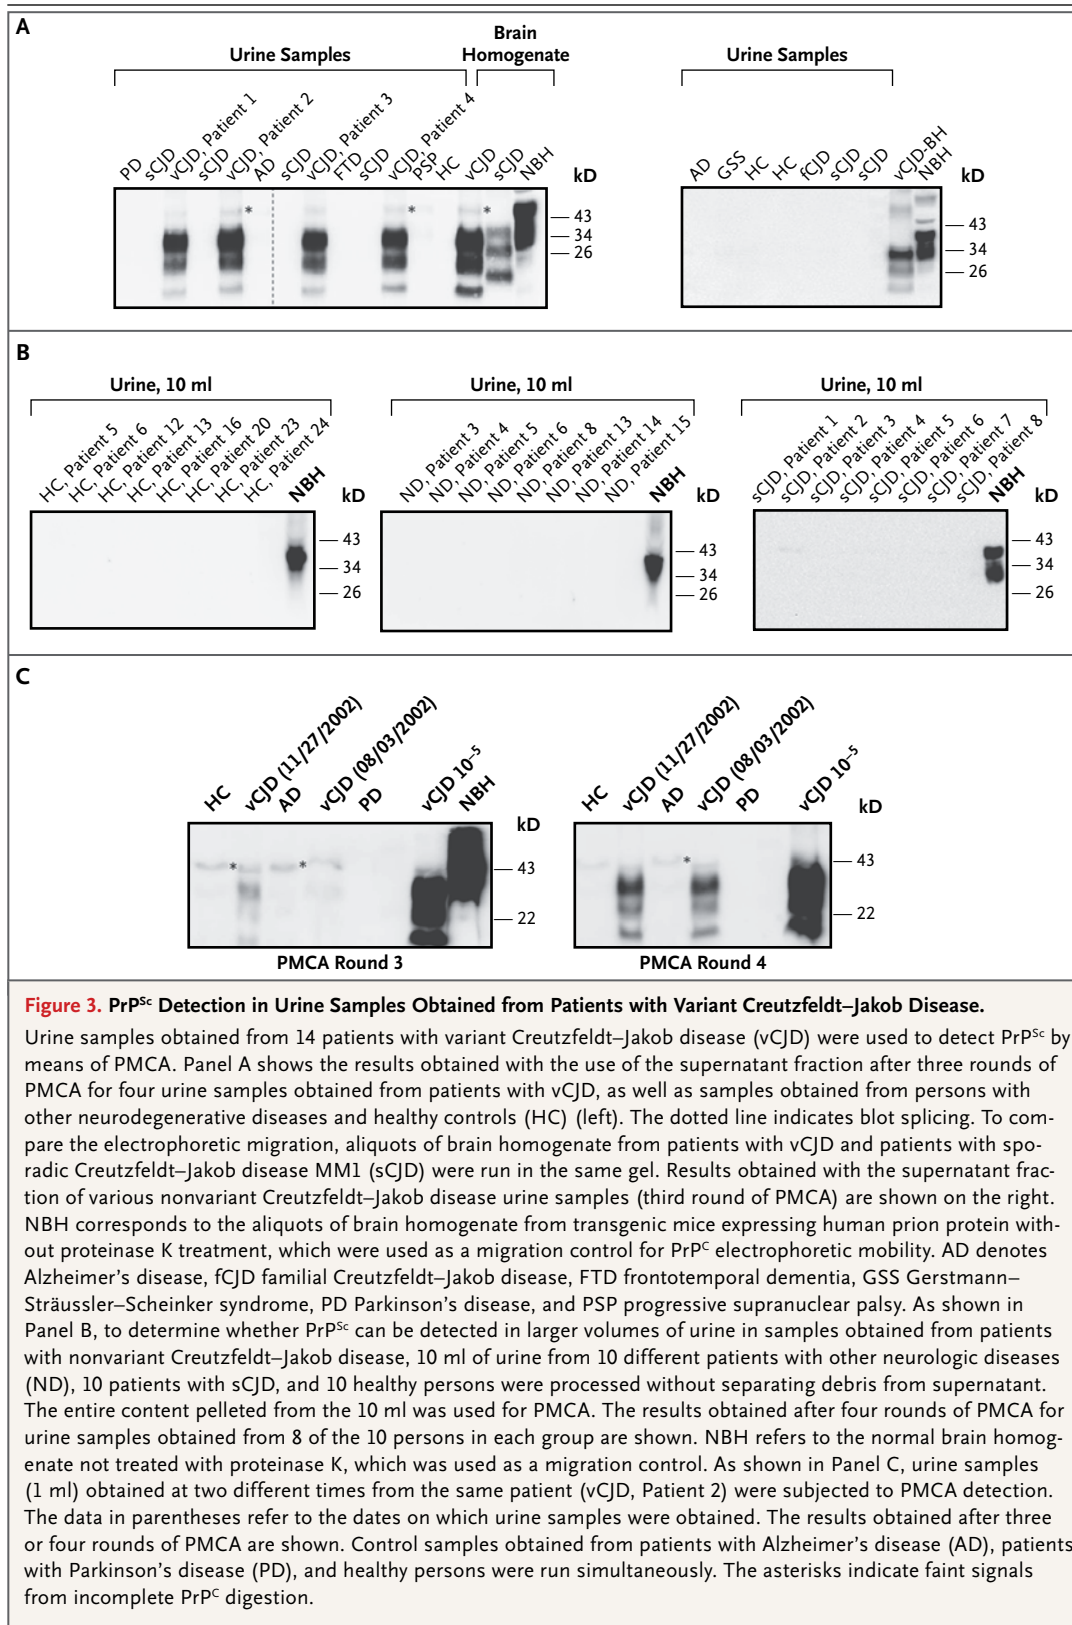 A
Brain
Urine Samples Homogenate Urine Samples
PD sCJD vCJD, Patient 1 sCJD vCJD, Patient 2 AD sCJD vCJD, Patient 3 FTD sCJD vCJD, Patient 4 PSP HC vCJD sCJD NBH kD
* * *
43
34
26
AD GSS HC HC fCJD sCJD sCJD vCJD-BH NBH kD
43
34
26
B
Urine, 10 ml Urine, 10 ml Urine, 10 ml
HC, Patient 5 HC, Patient 6 HC, Patient 12 HC, Patient 13 HC, Patient 16 HC, Patient 20 HC, Patient 23 HC, Patient 24 NBH kD
43
34
26
ND, Patient 3 ND, Patient 4 ND, Patient 5 ND, Patient 6 ND, Patient 8 ND, Patient 13 ND, Patient 14 ND, Patient 15 NBH kD
43
34
26
sCJD, Patient 1 sCJD, Patient 2 sCJD, Patient 3 sCJD, Patient 4 sCJD, Patient 5 sCJD, Patient 6 sCJD, Patient 7 sCJD, Patient 8 NBH kD
43
34
26
C
HC vCJD (11/27/2002) AD vCJD (08/03/2002) PD vCJD 10⁻⁵ NBH kD
* *
43
22
PMCA Round 3
HC vCJD (11/27/2002) AD vCJD (08/03/2002) PD vCJD 10⁻⁵ kD
*
43
22
PMCA Round 4
Figure 3. PrPSc Detection in Urine Samples Obtained from Patients with Variant Creutzfeldt–Jakob Disease.
Urine samples obtained from 14 patients with variant Creutzfeldt–Jakob disease (vCJD) were used to detect PrPSc by
means of PMCA. Panel A shows the results obtained with the use of the supernatant fraction after three rounds of
PMCA for four urine samples obtained from patients with vCJD, as well as samples obtained from persons with
other neurodegenerative diseases and healthy controls (HC) (left). The dotted line indicates blot splicing. To com-
pare the electrophoretic migration, aliquots of brain homogenate from patients with vCJD and patients with spo-
radic Creutzfeldt–Jakob disease MM1 (sCJD) were run in the same gel. Results obtained with the supernatant frac-
tion of various nonvariant Creutzfeldt–Jakob disease urine samples (third round of PMCA) are shown on the right.
NBH corresponds to the aliquots of brain homogenate from transgenic mice expressing human prion protein with-
out proteinase K treatment, which were used as a migration control for PrPC electrophoretic mobility. AD denotes
Alzheimer's disease, fCJD familial Creutzfeldt–Jakob disease, FTD frontotemporal dementia, GSS Gerstmann–
Sträussler–Scheinker syndrome, PD Parkinson's disease, and PSP progressive supranuclear palsy. As shown in
Panel B, to determine whether PrPSc can be detected in larger volumes of urine in samples obtained from patients
with nonvariant Creutzfeldt–Jakob disease, 10 ml of urine from 10 different patients with other neurologic diseases
(ND), 10 patients with sCJD, and 10 healthy persons were processed without separating debris from supernatant.
The entire content pelleted from the 10 ml was used for PMCA. The results obtained after four rounds of PMCA for
urine samples obtained from 8 of the 10 persons in each group are shown. NBH refers to the normal brain homog-
enate not treated with proteinase K, which was used as a migration control. As shown in Panel C, urine samples
(1 ml) obtained at two different times from the same patient (vCJD, Patient 2) were subjected to PMCA detection.
The data in parentheses refer to the dates on which urine samples were obtained. The results obtained after three
or four rounds of PMCA are shown. Control samples obtained from patients with Alzheimer's disease (AD), patients
with Parkinson's disease (PD), and healthy persons were run simultaneously. The asterisks indicate faint signals
from incomplete PrPC digestion.